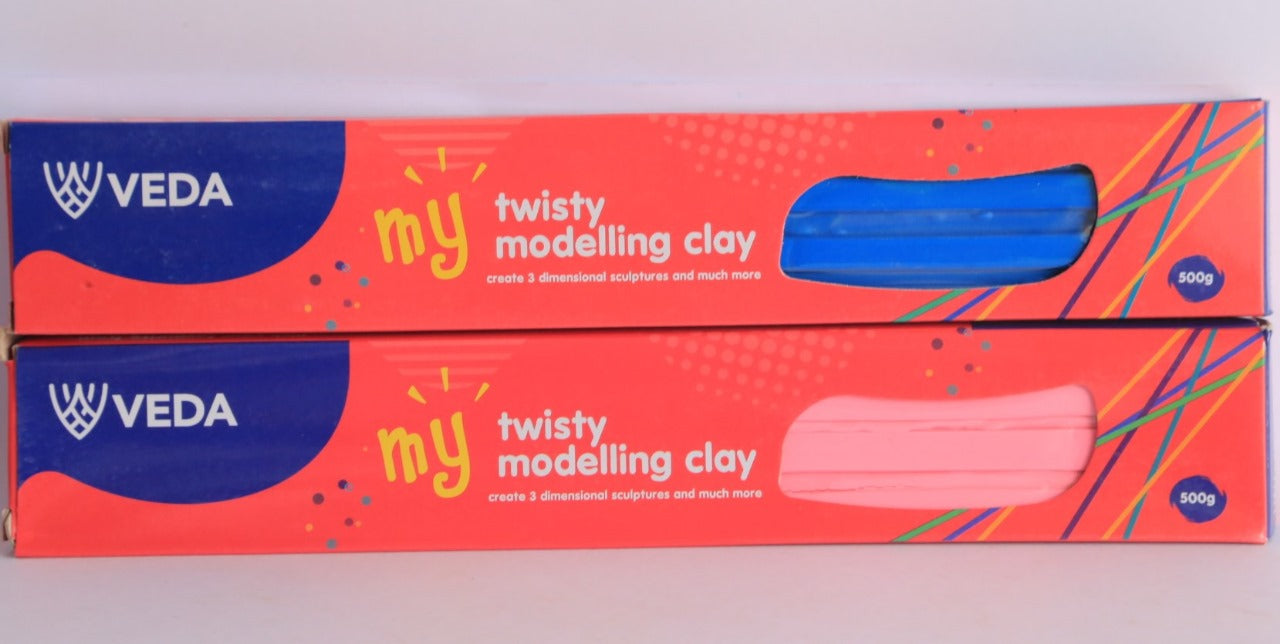 VEDA
my
twisty
modelling clay
create 3 dimensional sculptures and much more
500g
VEDA
my
twisty
modelling clay
create 3 dimensional sculptures and much more
500g